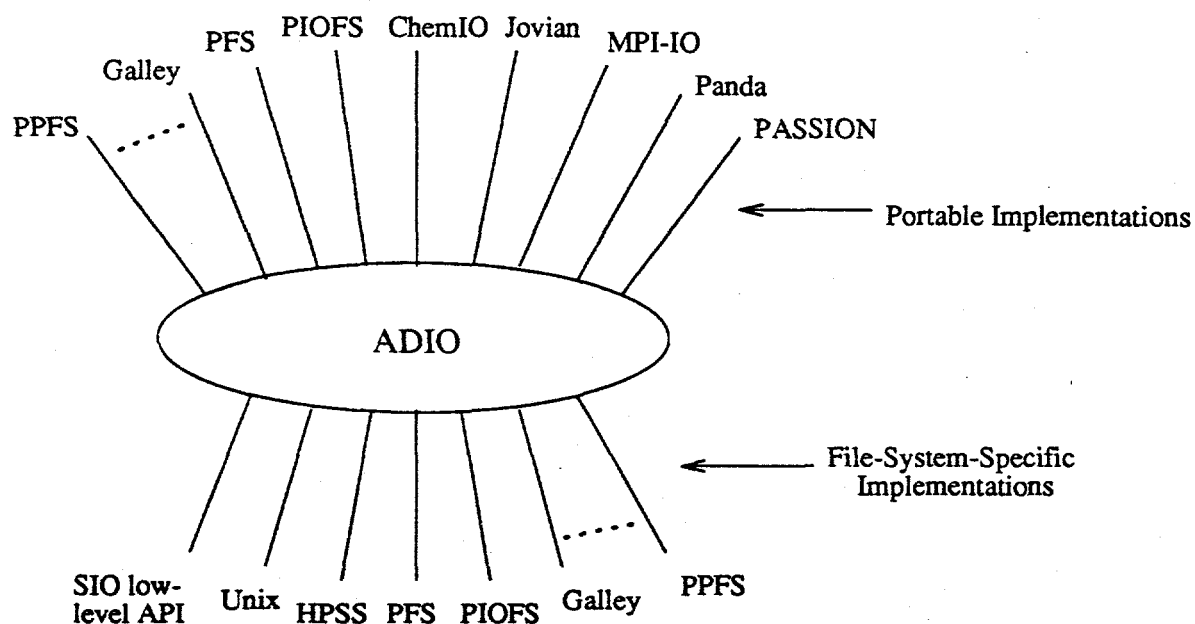 PPFS
Galley
PFS
PIOFS
ChemIO
Jovian
MPI-IO
Panda
PASSION
Portable Implementations
ADIO
File-System-Specific
Implementations
SIO low-
level API
Unix
HPSS
PFS
PIOFS
Galley
PPFS